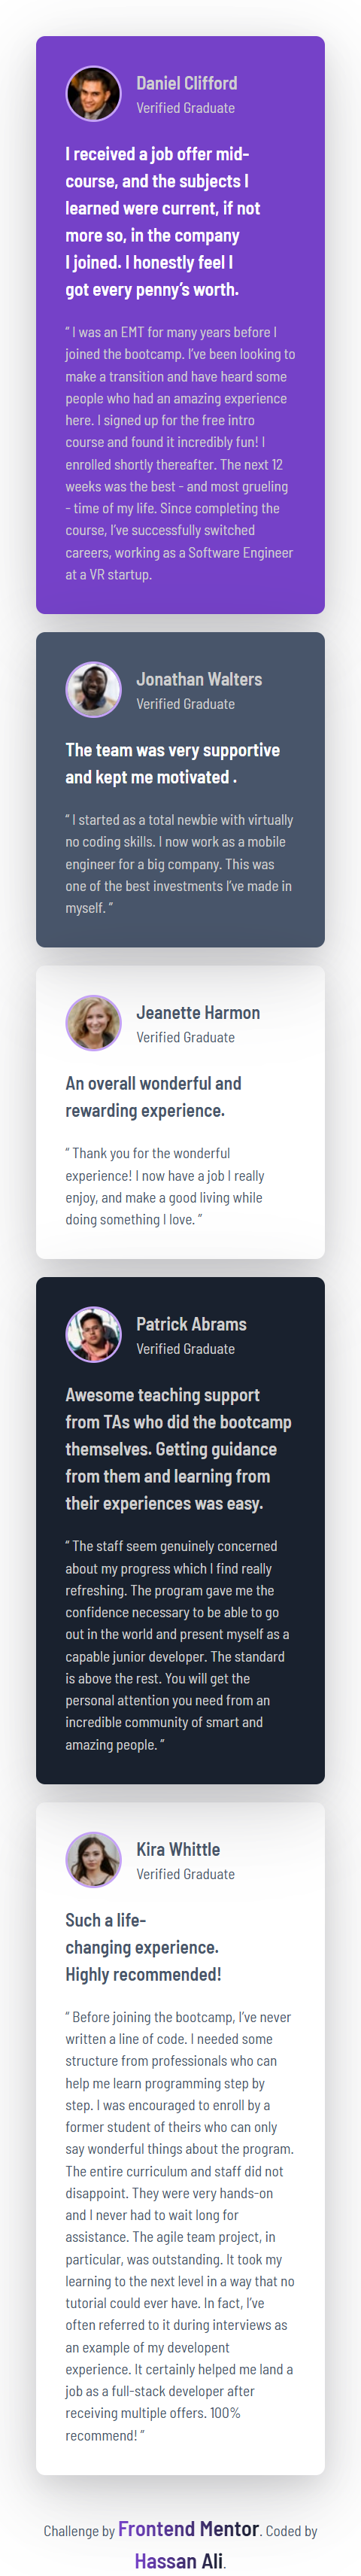 Daniel Clifford
Verified Graduate
I received a job offer mid-
course, and the subjects I
learned were current, if not
more so, in the company
I joined. I honestly feel I
got every penny’s worth.
“ I was an EMT for many years before I
joined the bootcamp. I’ve been looking to
make a transition and have heard some
people who had an amazing experience
here. I signed up for the free intro
course and found it incredibly fun! I
enrolled shortly thereafter. The next 12
weeks was the best - and most grueling
- time of my life. Since completing the
course, I’ve successfully switched
careers, working as a Software Engineer
at a VR startup.
Jonathan Walters
Verified Graduate
The team was very supportive
and kept me motivated .
“ I started as a total newbie with virtually
no coding skills. I now work as a mobile
engineer for a big company. This was
one of the best investments I’ve made in
myself. ”
Jeanette Harmon
Verified Graduate
An overall wonderful and
rewarding experience.
“ Thank you for the wonderful
experience! I now have a job I really
enjoy, and make a good living while
doing something I love. ”
Patrick Abrams
Verified Graduate
Awesome teaching support
from TAs who did the bootcamp
themselves. Getting guidance
from them and learning from
their experiences was easy.
“ The staff seem genuinely concerned
about my progress which I find really
refreshing. The program gave me the
confidence necessary to be able to go
out in the world and present myself as a
capable junior developer. The standard
is above the rest. You will get the
personal attention you need from an
incredible community of smart and
amazing people. ”
Kira Whittle
Verified Graduate
Such a life-
changing experience.
Highly recommended!
“ Before joining the bootcamp, I’ve never
written a line of code. I needed some
structure from professionals who can
help me learn programming step by
step. I was encouraged to enroll by a
former student of theirs who can only
say wonderful things about the program.
The entire curriculum and staff did not
disappoint. They were very hands-on
and I never had to wait long for
assistance. The agile team project, in
particular, was outstanding. It took my
learning to the next level in a way that no
tutorial could ever have. In fact, I’ve
often referred to it during interviews as
an example of my developent
experience. It certainly helped me land a
job as a full-stack developer after
receiving multiple offers. 100%
recommend! ”
Challenge by Frontend Mentor. Coded by
Hassan Ali.